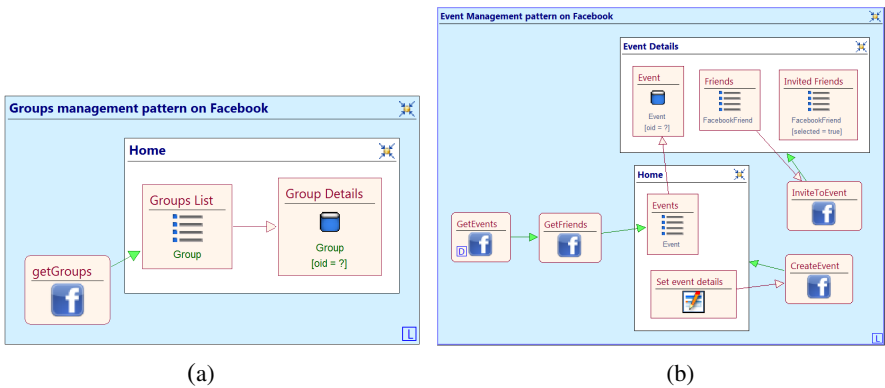 Groups management pattern on Facebook
Home
Groups List
Group
Group Details
Group
[oid = ?]
getGroups
f
L
(a)
Event Management pattern on Facebook
Event Details
Event
Event
[oid = ?]
Friends
FacebookFriend
Invited Friends
FacebookFriend
[selected = true]
InviteToEvent
f
Home
Events
Event
GetEvents
D
f
GetFriends
f
Set event details
CreateEvent
f
L
(b)